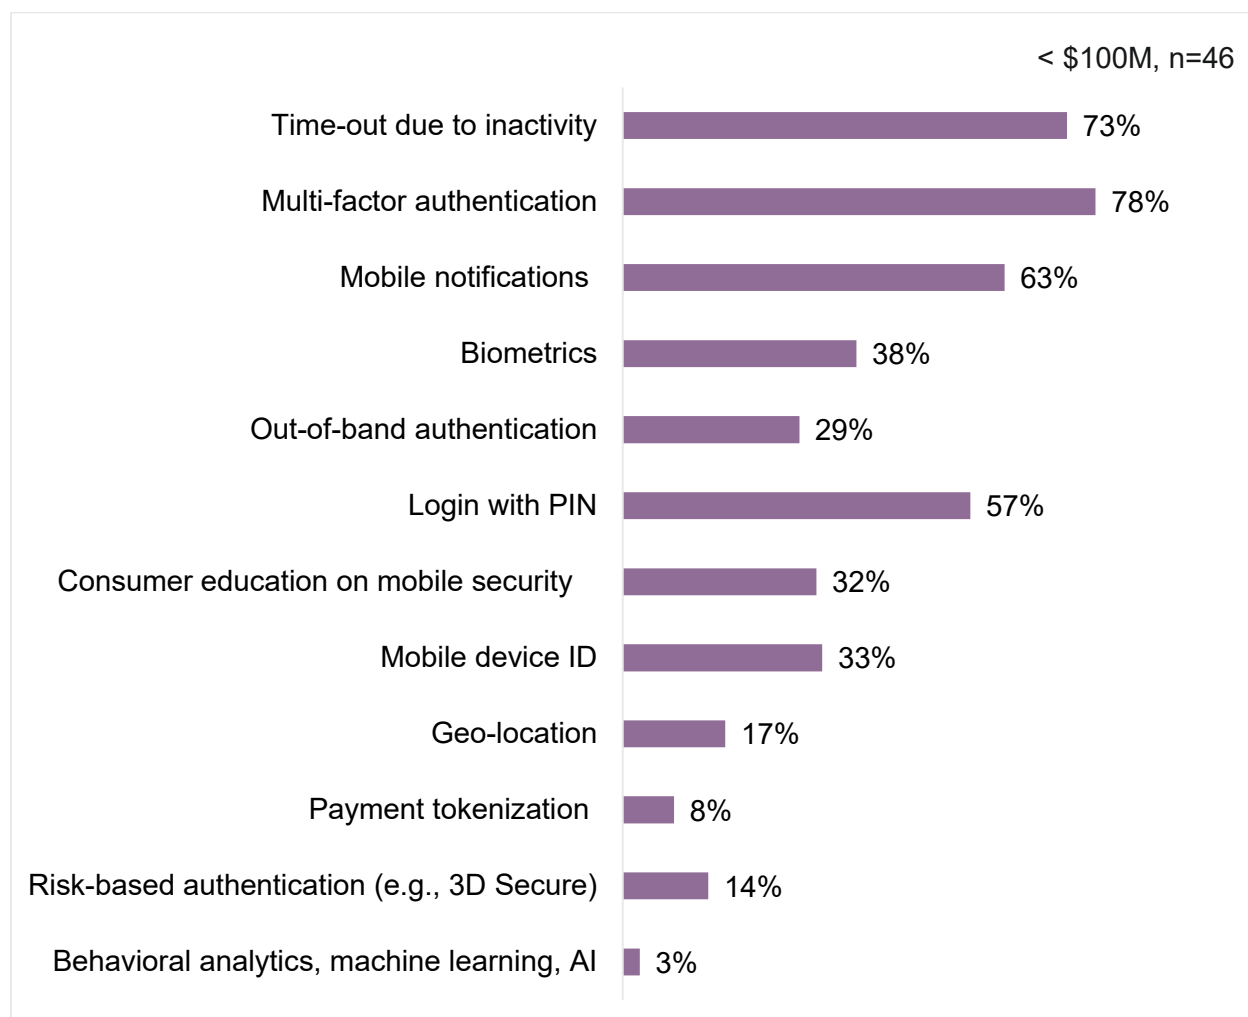 < $100M, n=46
Time-out due to inactivity 73%
Multi-factor authentication 78%
Mobile notifications 63%
Biometrics 38%
Out-of-band authentication 29%
Login with PIN 57%
Consumer education on mobile security 32%
Mobile device ID 33%
Geo-location 17%
Payment tokenization 8%
Risk-based authentication (e.g., 3D Secure) 14%
Behavioral analytics, machine learning, AI 3%